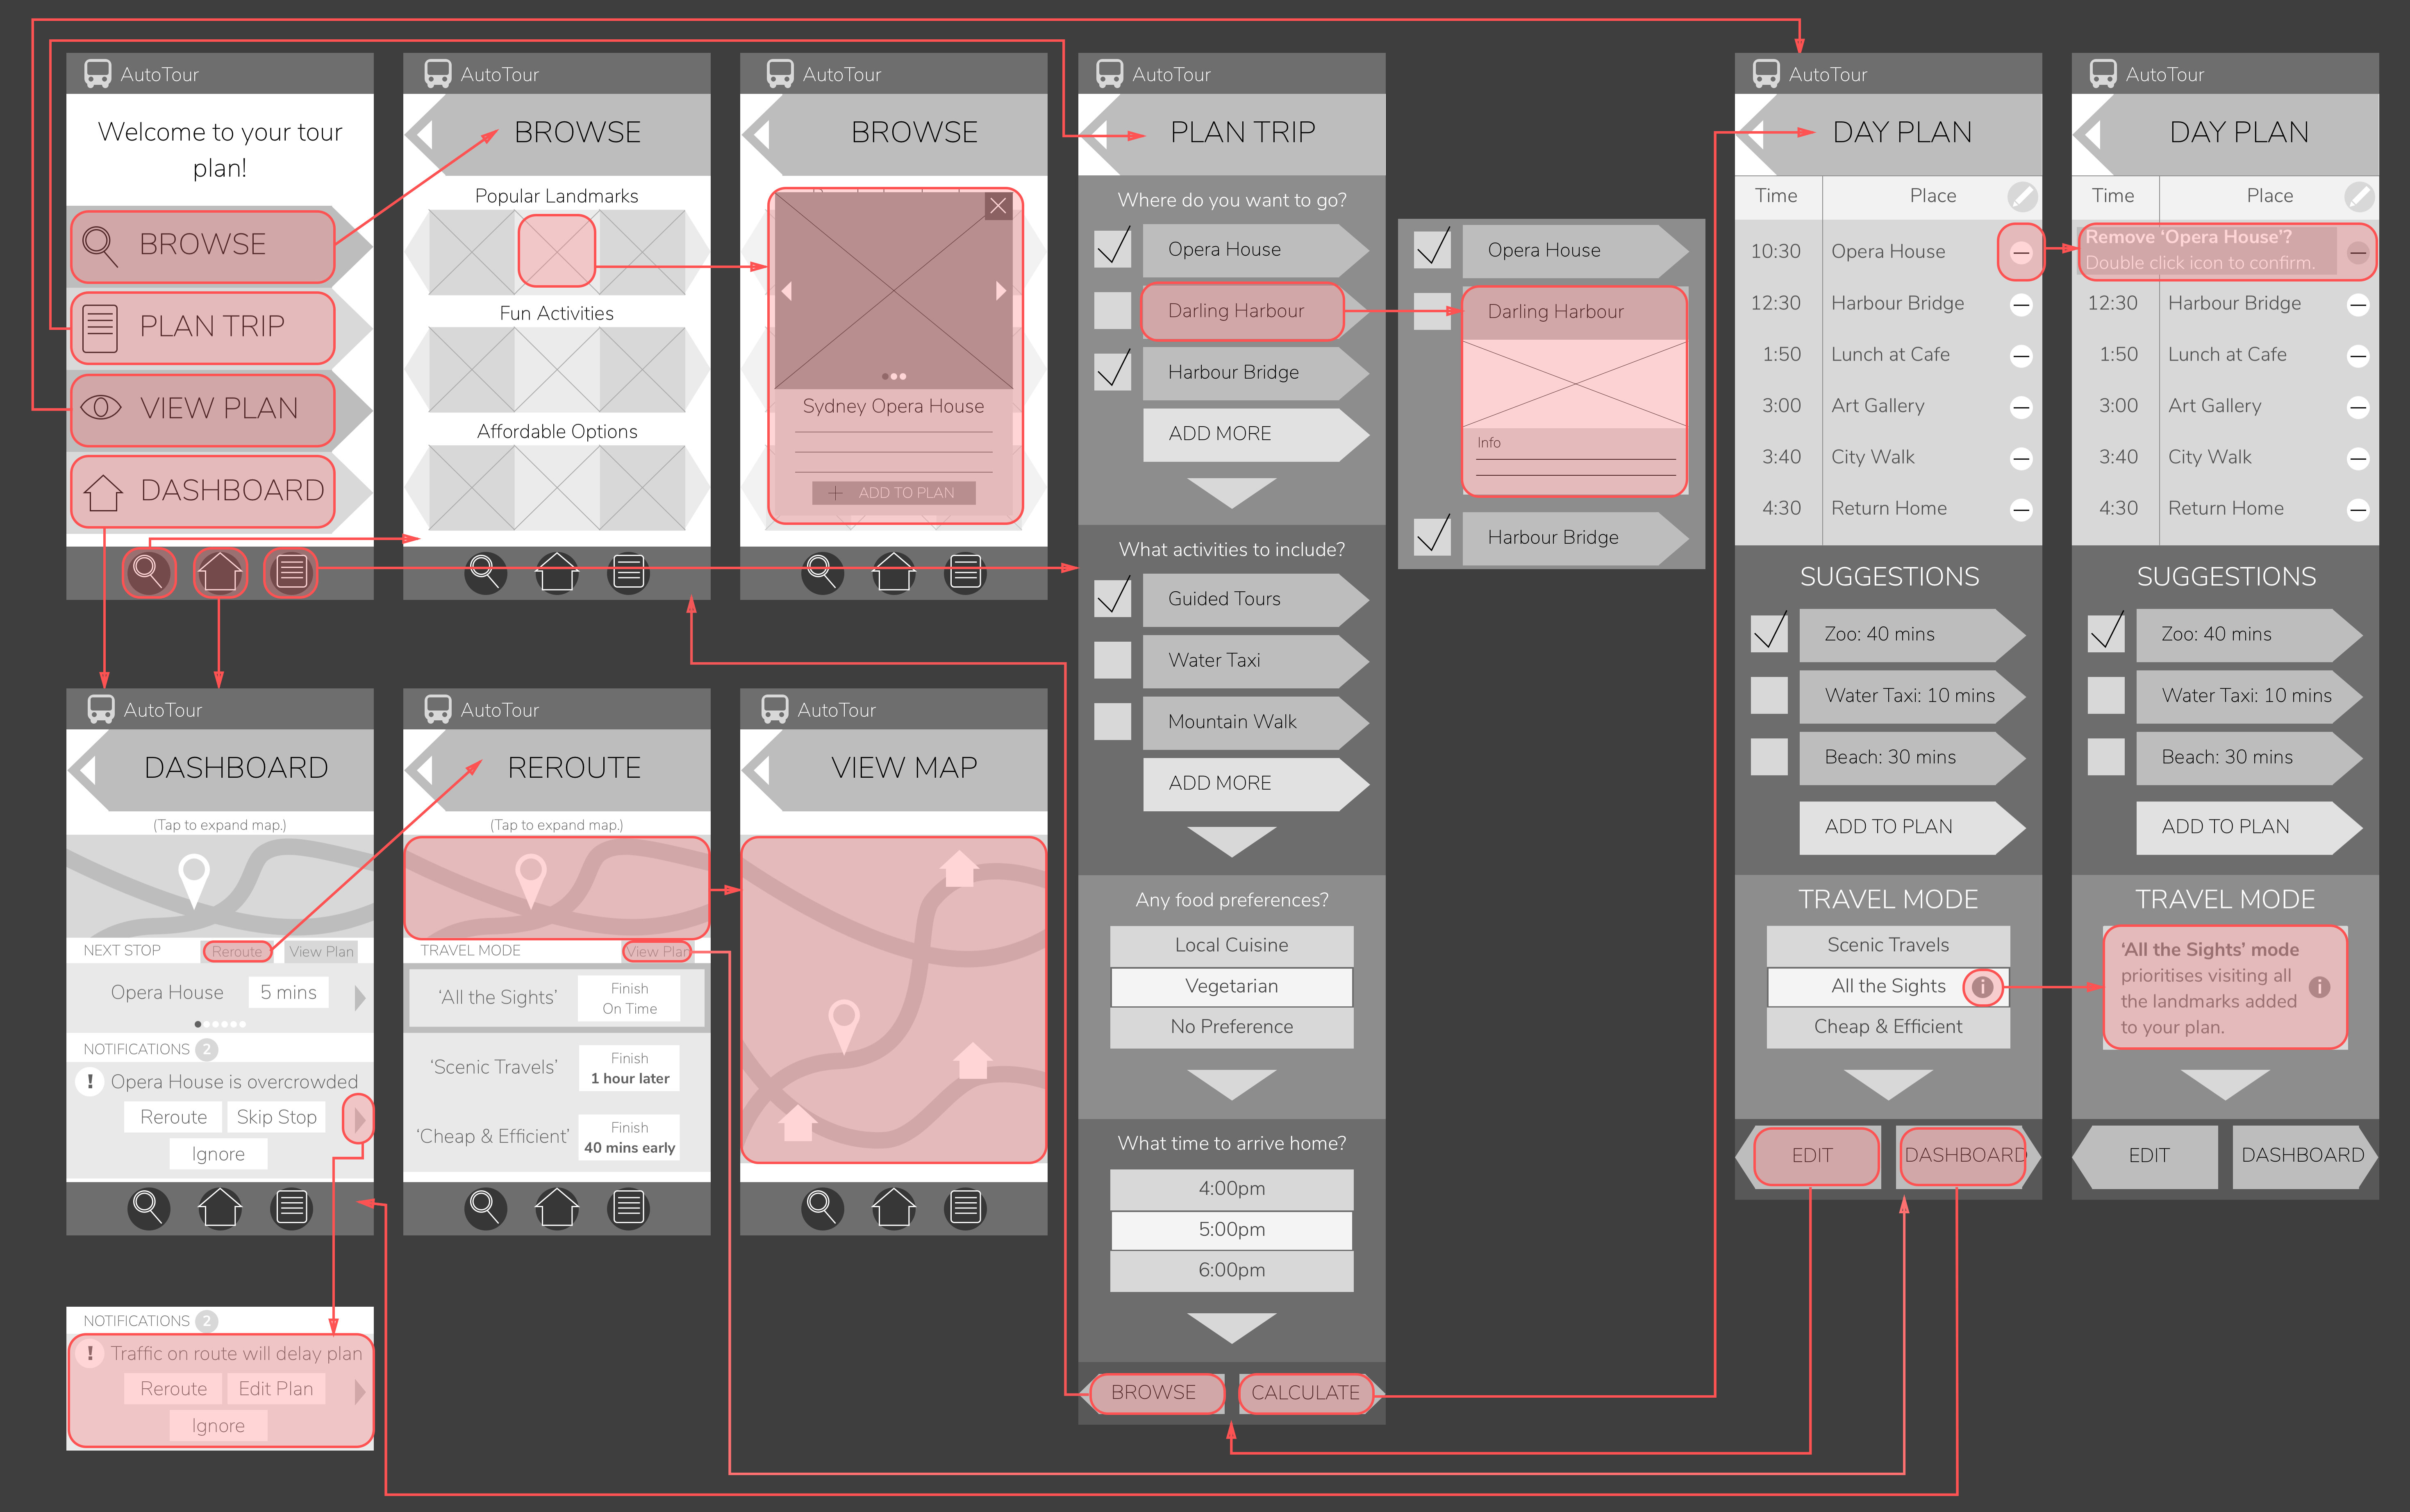 AutoTour
Welcome to your tour
plan!
BROWSE
PLAN TRIP
VIEW PLAN
DASHBOARD
AutoTour
BROWSE
Popular Landmarks
Fun Activities
Affordable Options
AutoTour
BROWSE
Sydney Opera House
+ ADD TO PLAN
AutoTour
PLAN TRIP
Where do you want to go?
Opera House
Darling Harbour
Harbour Bridge
ADD MORE
What activities to include?
Guided Tours
Water Taxi
Mountain Walk
ADD MORE
Any food preferences?
Local Cuisine
Vegetarian
No Preference
What time to arrive home?
4:00pm
5:00pm
6:00pm
BROWSE
CALCULATE
Opera House
Darling Harbour
Info
Harbour Bridge
AutoTour
DAY PLAN
Time Place
10:30 Opera House
12:30 Harbour Bridge
1:50 Lunch at Cafe
3:00 Art Gallery
3:40 City Walk
4:30 Return Home
SUGGESTIONS
Zoo: 40 mins
Water Taxi: 10 mins
Beach: 30 mins
ADD TO PLAN
TRAVEL MODE
Scenic Travels
All the Sights i
Cheap & Efficient
EDIT
DASHBOARD
AutoTour
DAY PLAN
Time Place
Remove ‘Opera House’?
Double click icon to confirm.
12:30 Harbour Bridge
1:50 Lunch at Cafe
3:00 Art Gallery
3:40 City Walk
4:30 Return Home
SUGGESTIONS
Zoo: 40 mins
Water Taxi: 10 mins
Beach: 30 mins
ADD TO PLAN
TRAVEL MODE
‘All the Sights’ mode
prioritises visiting all
the landmarks added
to your plan.
i
EDIT
DASHBOARD
AutoTour
DASHBOARD
(Tap to expand map.)
NEXT STOP Reroute View Plan
Opera House 5 mins
NOTIFICATIONS 2
! Opera House is overcrowded
Reroute Skip Stop
Ignore
NOTIFICATIONS 2
! Traffic on route will delay plan
Reroute Edit Plan
Ignore
AutoTour
REROUTE
(Tap to expand map.)
TRAVEL MODE View Plan
‘All the Sights’
Finish
On Time
‘Scenic Travels’
Finish
1 hour later
‘Cheap & Efficient’
Finish
40 mins early
AutoTour
VIEW MAP